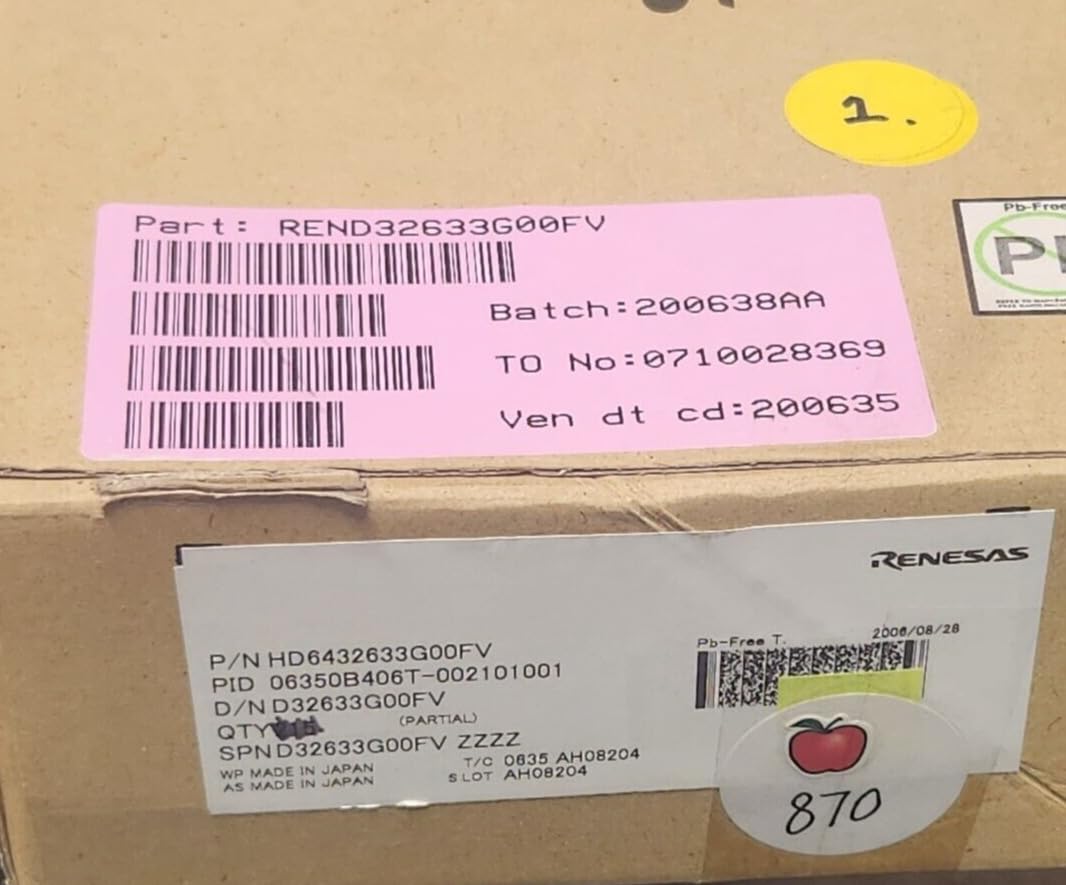 1.
Part: REND32633G00FV
Pb-Free
Batch:200638AA
TO No:0710028369
Ven dt cd:200635
RENESAS
P/N HD6432633G00FV
PID 06350B406T-002101001
D/N D32633G00FV
QTY (PARTIAL)
SPN D32633G00FV ZZZZ
WP MADE IN JAPAN T/C 0635 AH08204
AS MADE IN JAPAN SLOT AH08204
Pb-Free T. 2006/08/28
870